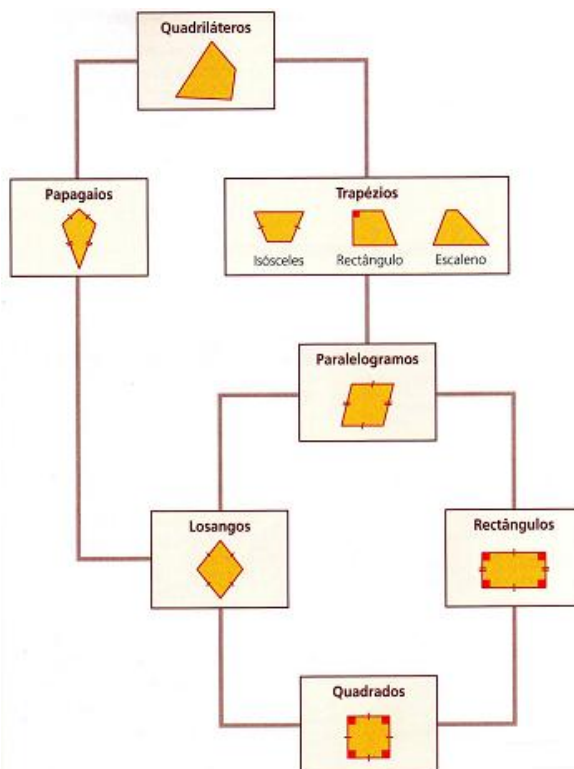 Quadriláteros
Papagaios
Trapézios
Isósceles Rectângulo Escaleno
Paralelogramos
Losangos
Rectângulos
Quadrados